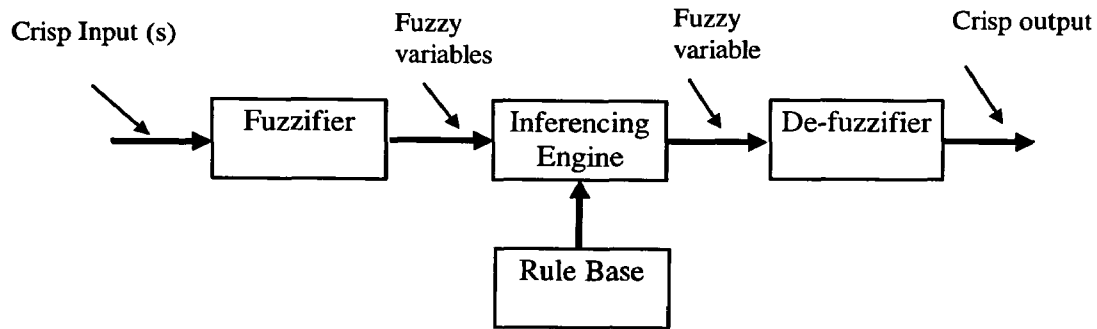 Crisp Input (s)
Fuzzy
variables
Fuzzy
variable
Crisp output
Fuzzifier
Inferencing
Engine
De-fuzzifier
Rule Base